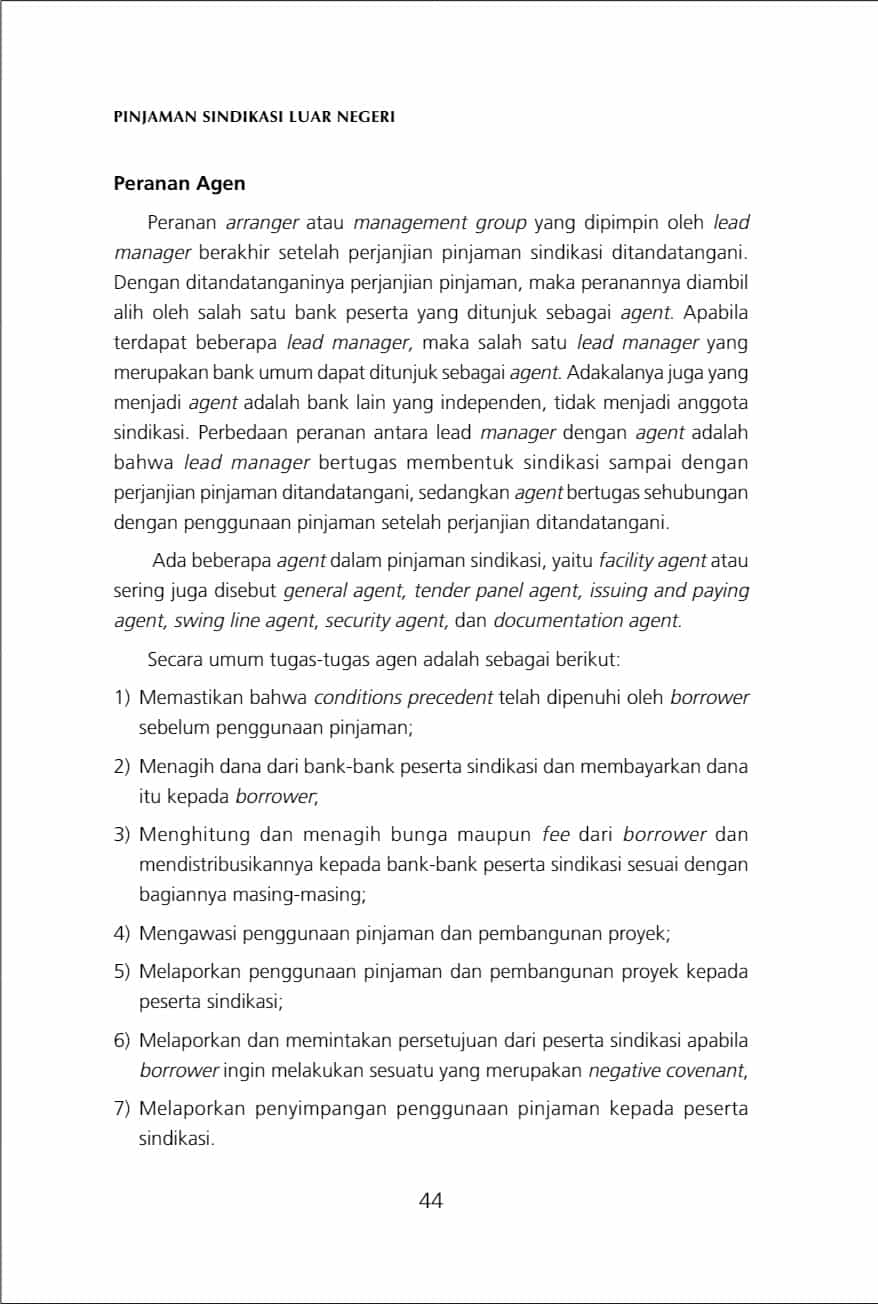 PINJAMAN SINDIKASI LUAR NEGERI
Peranan Agen
Peranan arranger atau management group yang dipimpin oleh lead
manager berakhir setelah perjanjian pinjaman sindikasi ditandatangani.
Dengan ditandatanganinya perjanjian pinjaman, maka peranannya diambil
alih oleh salah satu bank peserta yang ditunjuk sebagai agent. Apabila
terdapat beberapa lead manager, maka salah satu lead manager yang
merupakan bank umum dapat ditunjuk sebagai agent. Adakalanya juga yang
menjadi agent adalah bank lain yang independen, tidak menjadi anggota
sindikasi. Perbedaan peranan antara lead manager dengan agent adalah
bahwa lead manager bertugas membentuk sindikasi sampai dengan
perjanjian pinjaman ditandatangani, sedangkan agent bertugas sehubungan
dengan penggunaan pinjaman setelah perjanjian ditandatangani.
Ada beberapa agent dalam pinjaman sindikasi, yaitu facility agent atau
sering juga disebut general agent, tender panel agent, issuing and paying
agent, swing line agent, security agent, dan documentation agent.
Secara umum tugas-tugas agen adalah sebagai berikut:
1) Memastikan bahwa conditions precedent telah dipenuhi oleh borrower
sebelum penggunaan pinjaman;
2) Menagih dana dari bank-bank peserta sindikasi dan membayarkan dana
itu kepada borrower;
3) Menghitung dan menagih bunga maupun fee dari borrower dan
mendistribusikannya kepada bank-bank peserta sindikasi sesuai dengan
bagiannya masing-masing;
4) Mengawasi penggunaan pinjaman dan pembangunan proyek;
5) Melaporkan penggunaan pinjaman dan pembangunan proyek kepada
peserta sindikasi;
6) Melaporkan dan memintakan persetujuan dari peserta sindikasi apabila
borrower ingin melakukan sesuatu yang merupakan negative covenant,
7) Melaporkan penyimpangan penggunaan pinjaman kepada peserta
sindikasi.
44